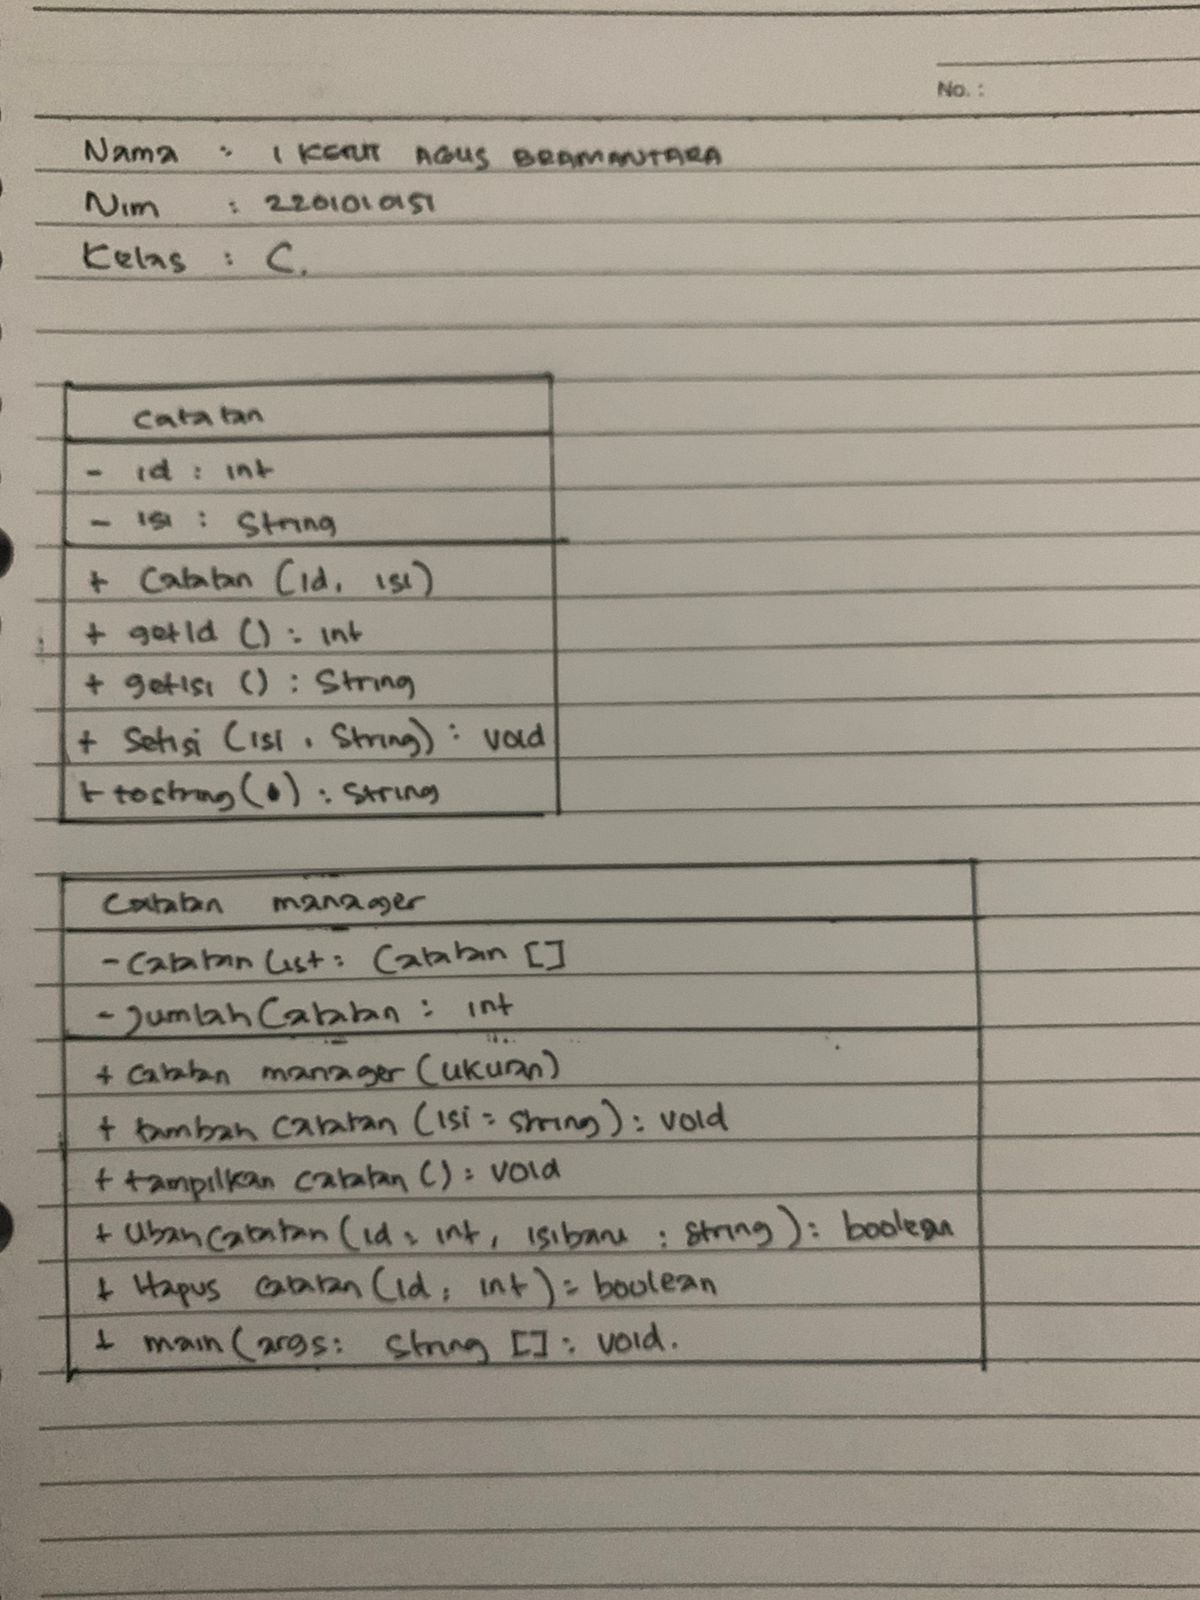 No. :
Nama : I KETUT AGUS BRAMANTARA
Nim : 2201010151
Kelas : C.
Catatan
- id : int
- isi : String
+ Catatan (id, isi)
+ getId () : int
+ getIsi () : String
+ SetIsi (isi , String) : void
+ tostring() : String
Catatan manager
- Catatan List : Catatan []
- jumlah Catatan : int
+ Catatan manager (ukuran)
+ tambah Catatan (isi = string) : void
+ tampilkan Catatan () : void
+ Ubah Catatan (id : int, isibaru : String) : boolean
+ Hapus Catatan (id : int) = boolean
+ main (args : String [] : void.